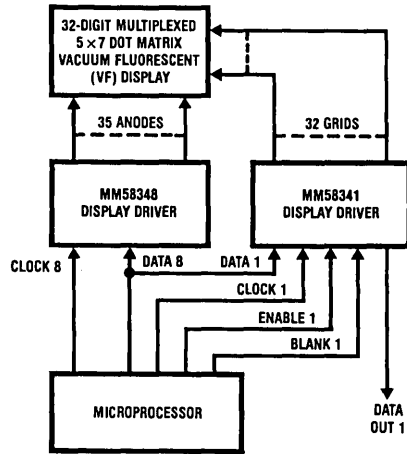 32-DIGIT MULTIPLEXED
5 × 7 DOT MATRIX
VACUUM FLUORESCENT
(VF) DISPLAY
35 ANODES
32 GRIDS
MM58348
DISPLAY DRIVER
MM58341
DISPLAY DRIVER
CLOCK 8
DATA 8
DATA 1
CLOCK 1
ENABLE 1
BLANK 1
MICROPROCESSOR
DATA
OUT 1